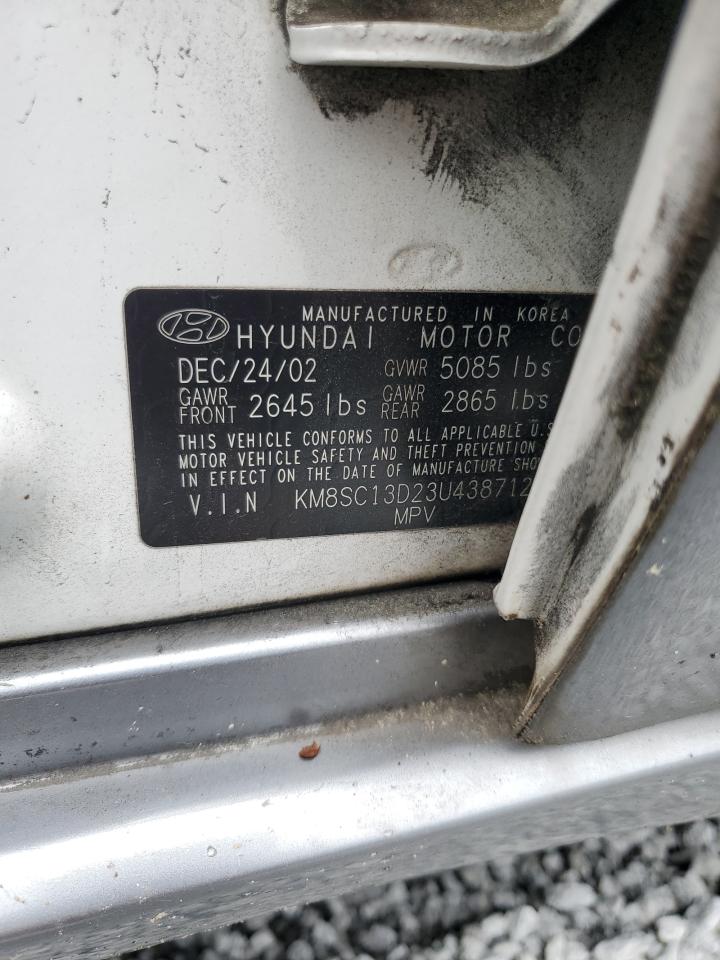 MANUFACTURED IN KOREA
HYUNDAI MOTOR CO
DEC/24/02 GVWR 5085 lbs
GAWR FRONT 2645 lbs GAWR REAR 2865 lbs
THIS VEHICLE CONFORMS TO ALL APPLICABLE U.S
MOTOR VEHICLE SAFETY AND THEFT PREVENTION
IN EFFECT ON THE DATE OF MANUFACTURE SHO
V.I.N KM8SC13D23U438712
MPV